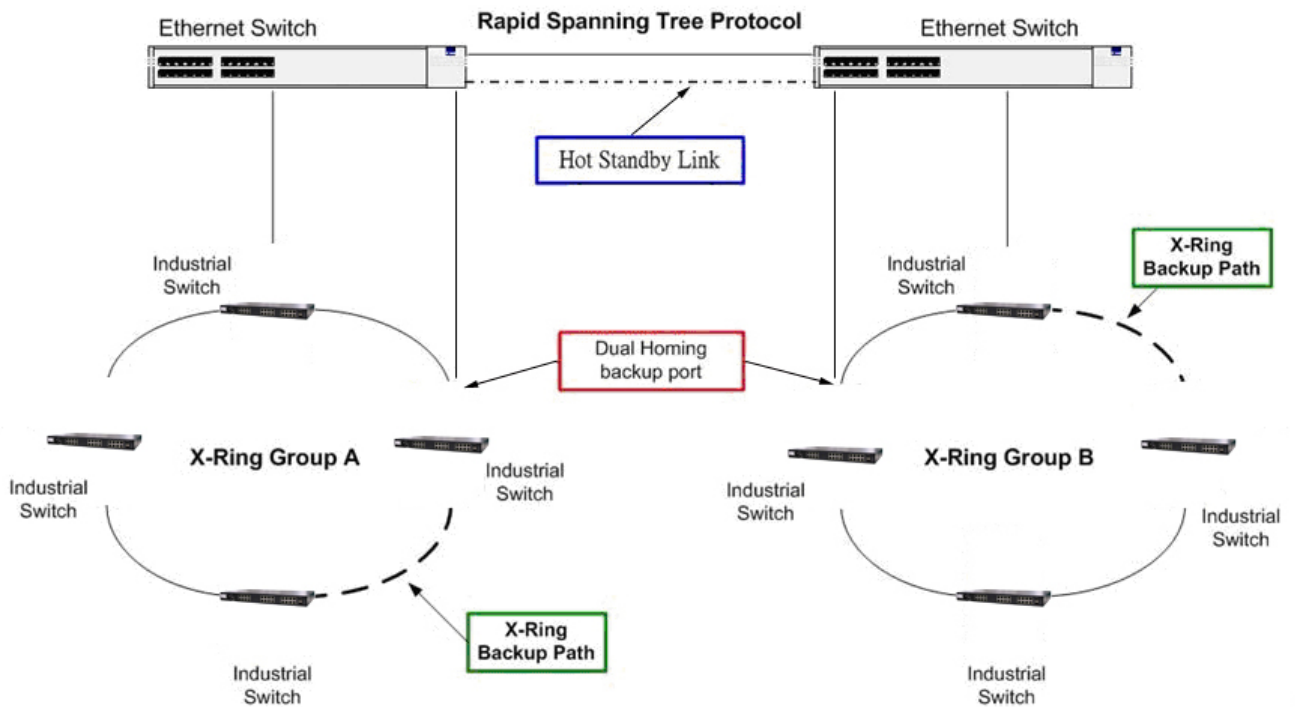 Ethernet Switch
Rapid Spanning Tree Protocol
Ethernet Switch
Hot Standby Link
Industrial
Switch
Industrial
Switch
X-Ring
Backup Path
Dual Homing
backup port
X-Ring Group A
X-Ring Group B
Industrial
Switch
Industrial
Switch
Industrial
Switch
Industrial
Switch
X-Ring
Backup Path
Industrial
Switch
Industrial
Switch